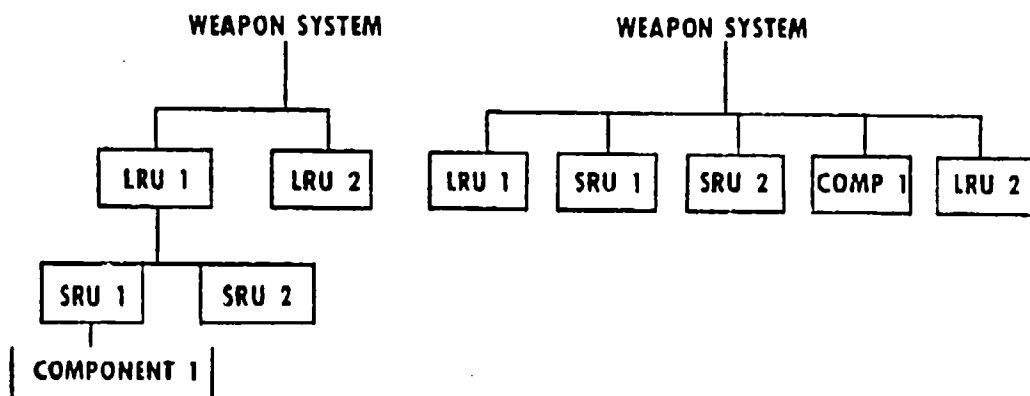 WEAPON SYSTEM
WEAPON SYSTEM
LRU 1
LRU 2
LRU 1
SRU 1
SRU 2
COMP 1
LRU 2
SRU 1
SRU 2
COMPONENT 1